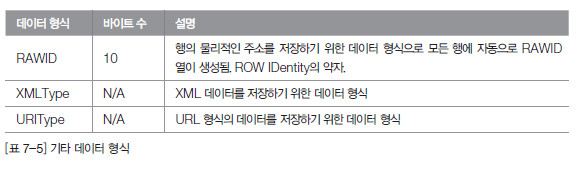 데이터 형식 바이트 수 설명
RAWID 10 행의 물리적인 주소를 저장하기 위한 데이터 형식으로 모든 행에 자동으로 RAWID
열이 생성됨. ROW IDentity의 약자.
XMLType N/A XML 데이터를 저장하기 위한 데이터 형식
URIType N/A URL 형식의 데이터를 저장하기 위한 데이터 형식
[표 7-5] 기타 데이터 형식